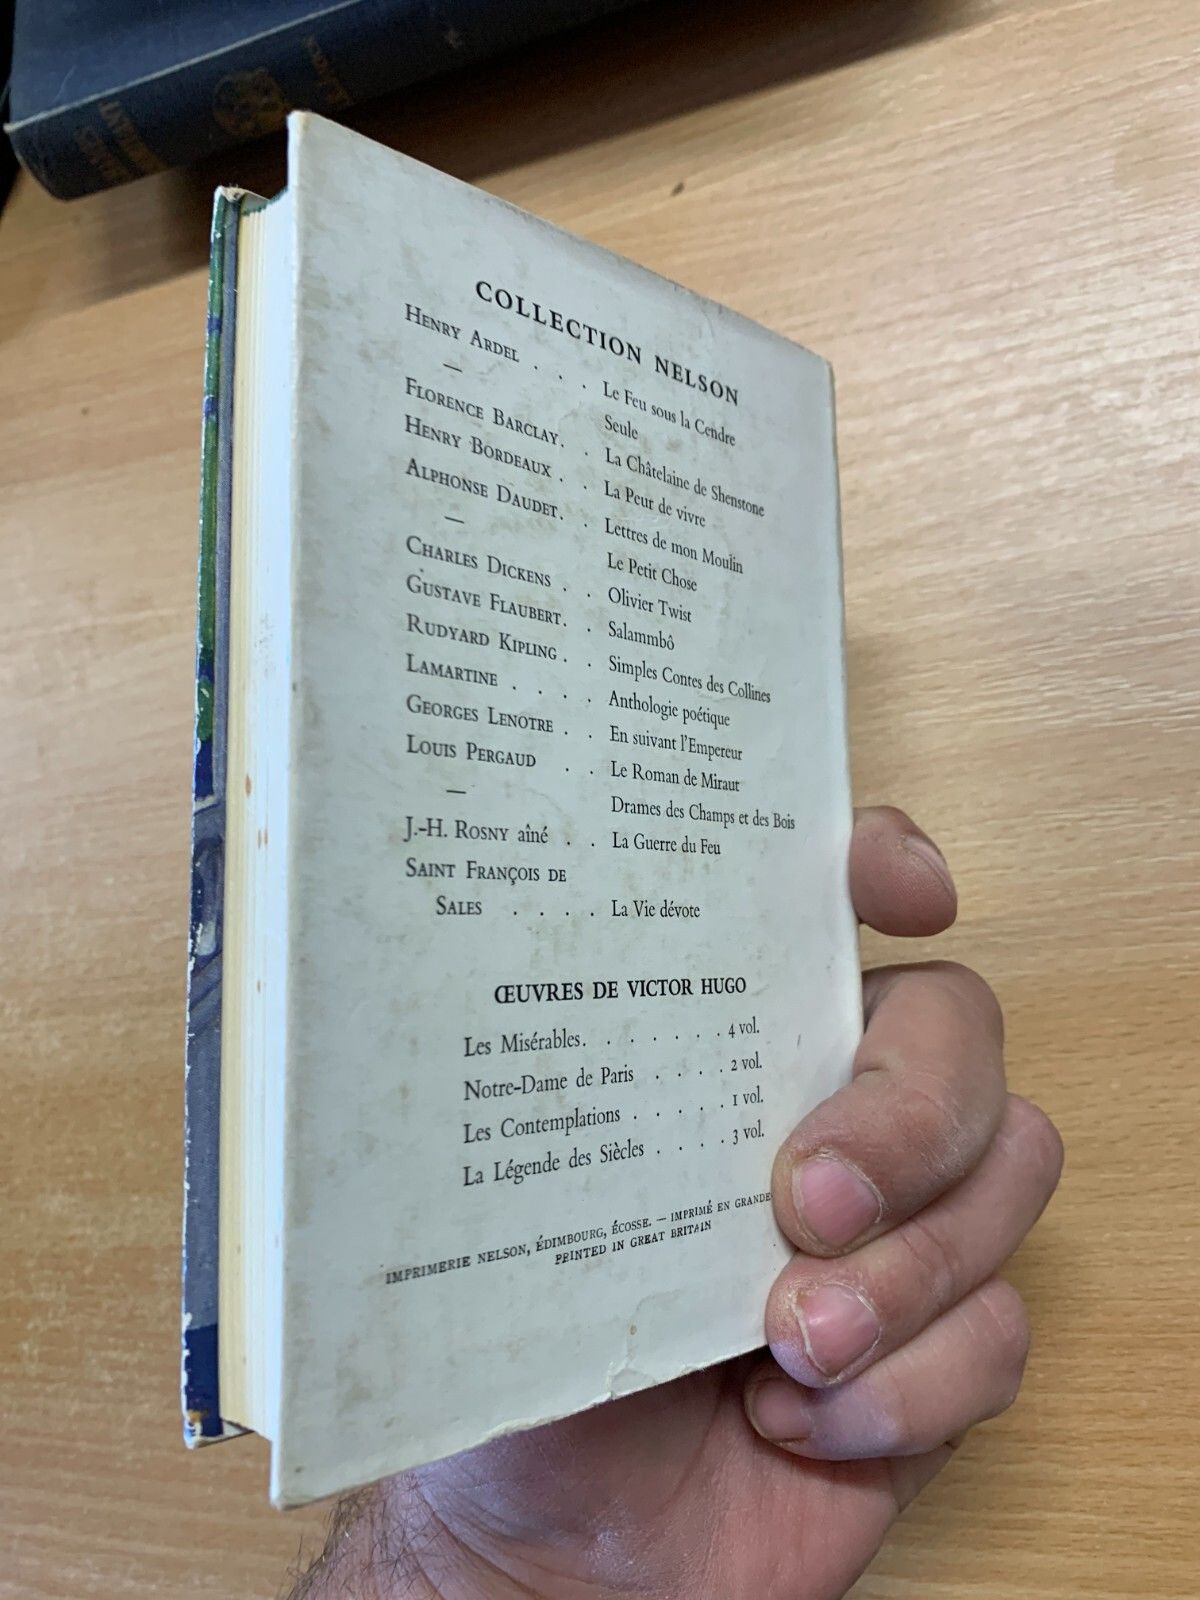 COLLECTION NELSON
HENRY ARDEL . . . Le Feu sous la Cendre
— Seule
FLORENCE BARCLAY. . La Châtelaine de Shenstone
HENRY BORDEAUX . . La Peur de vivre
ALPHONSE DAUDET. . Lettres de mon Moulin
— Le Petit Chose
CHARLES DICKENS . . Olivier Twist
GUSTAVE FLAUBERT. . Salammbô
RUDYARD KIPLING . . Simples Contes des Collines
LAMARTINE . . . . Anthologie poétique
GEORGES LENOTRE . . En suivant l'Empereur
LOUIS PERGAUD . . Le Roman de Miraut
— Drames des Champs et des Bois
J.-H. ROSNY aîné . . La Guerre du Feu
SAINT FRANÇOIS DE
SALES . . . . La Vie dévote
ŒUVRES DE VICTOR HUGO
Les Misérables. . . . . . . 4 vol.
Notre-Dame de Paris . . . . 2 vol.
Les Contemplations . . . . . 1 vol.
La Légende des Siècles . . . . 3 vol.
IMPRIMERIE NELSON, ÉDIMBOURG, ÉCOSSE. — IMPRIMÉ EN GRANDE
PRINTED IN GREAT BRITAIN